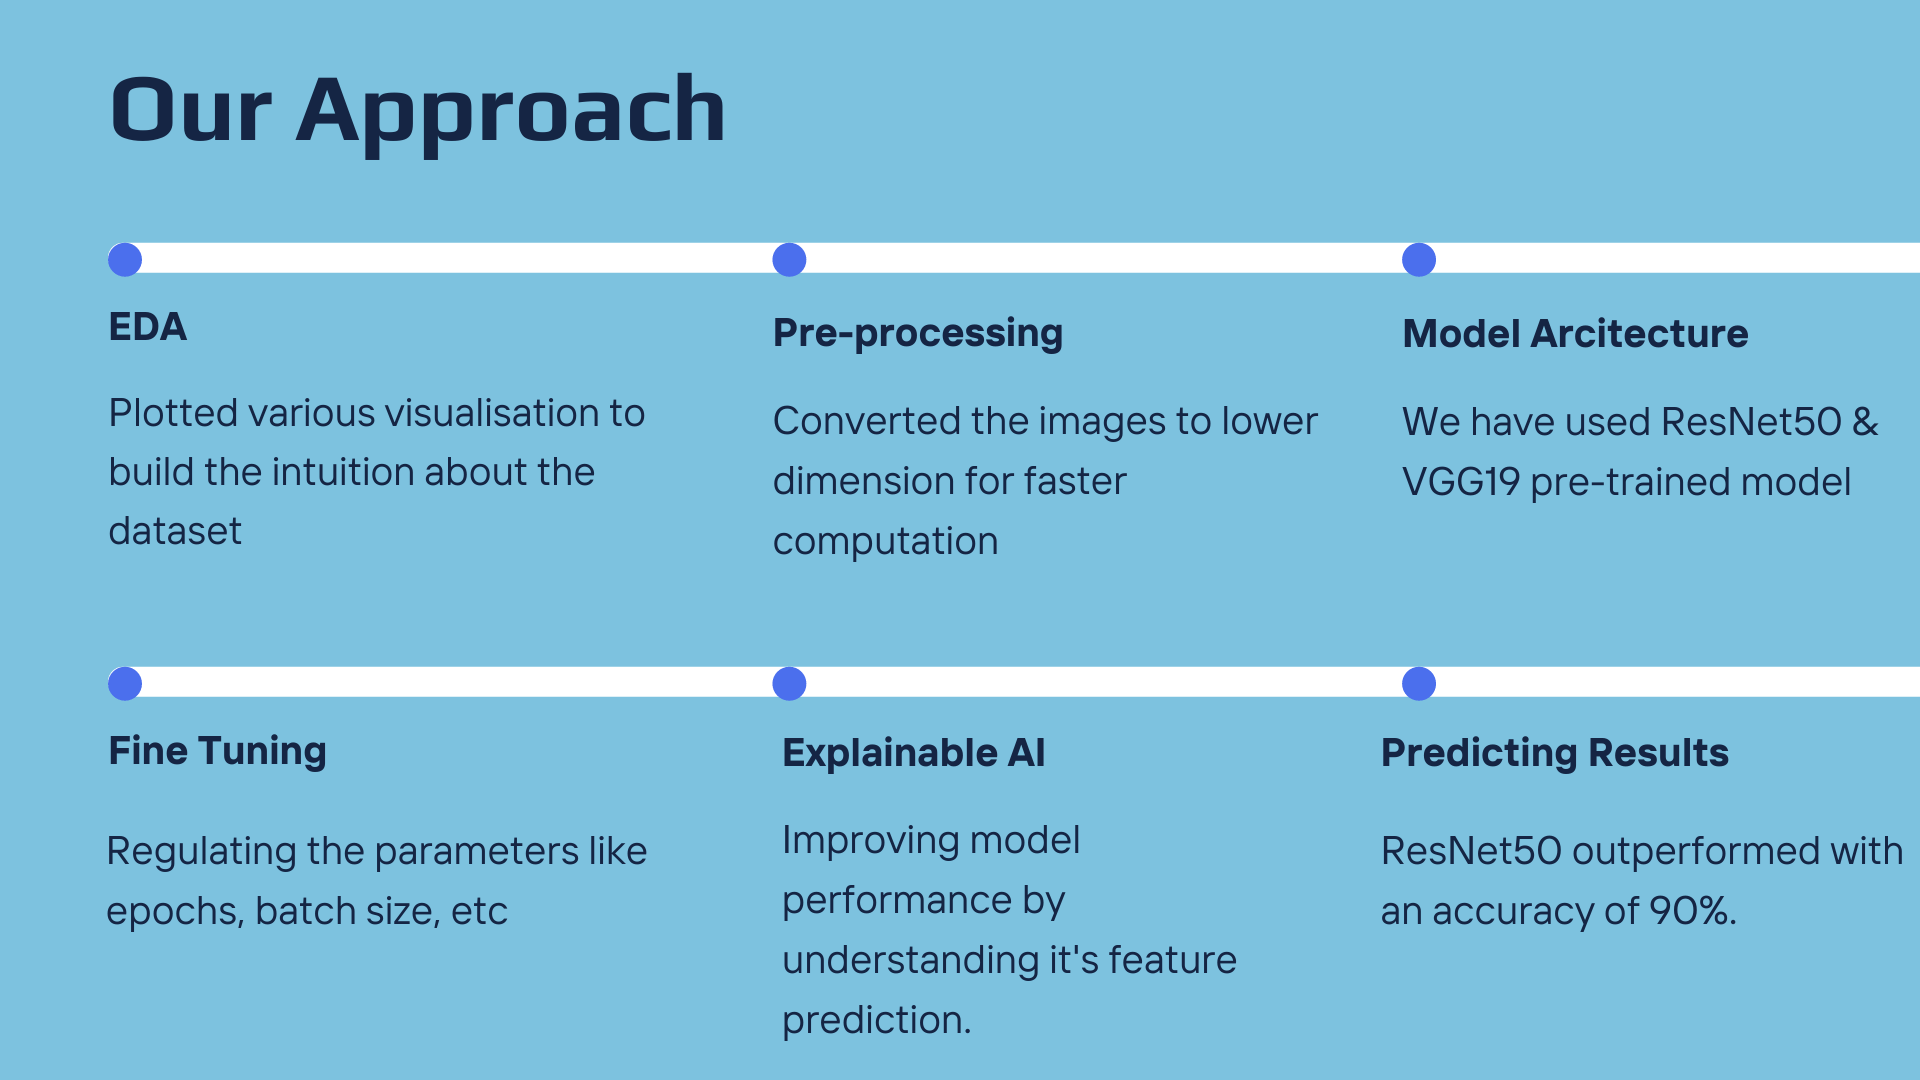 Our Approach
EDA
Plotted various visualisation to
build the intuition about the
dataset
Pre-processing
Converted the images to lower
dimension for faster
computation
Model Arcitecture
We have used ResNet50 &
VGG19 pre-trained model
Fine Tuning
Regulating the parameters like
epochs, batch size, etc
Explainable AI
Improving model
performance by
understanding it's feature
prediction.
Predicting Results
ResNet50 outperformed with
an accuracy of 90%.